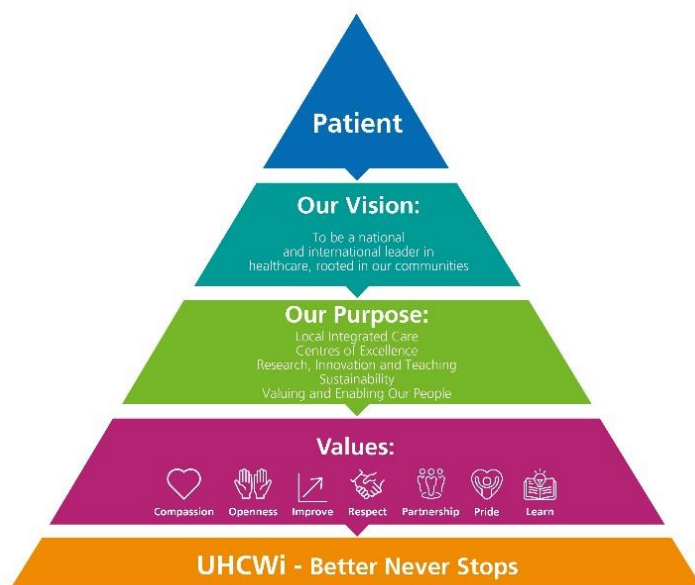 Patient
Our Vision:
To be a national
and international leader in
healthcare, rooted in our communities
Our Purpose:
Local Integrated Care
Centres of Excellence
Research, Innovation and Teaching
Sustainability
Valuing and Enabling Our People
Values:
Compassion Openness Improve Respect Partnership Pride Learn
UHCWi - Better Never Stops